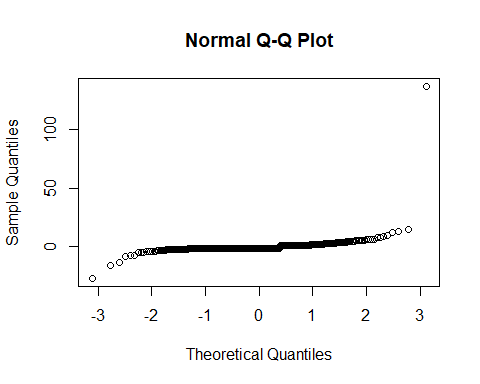 Normal Q-Q Plot
Sample Quantiles
100
50
0
-3 -2 -1 0 1 2 3
Theoretical Quantiles